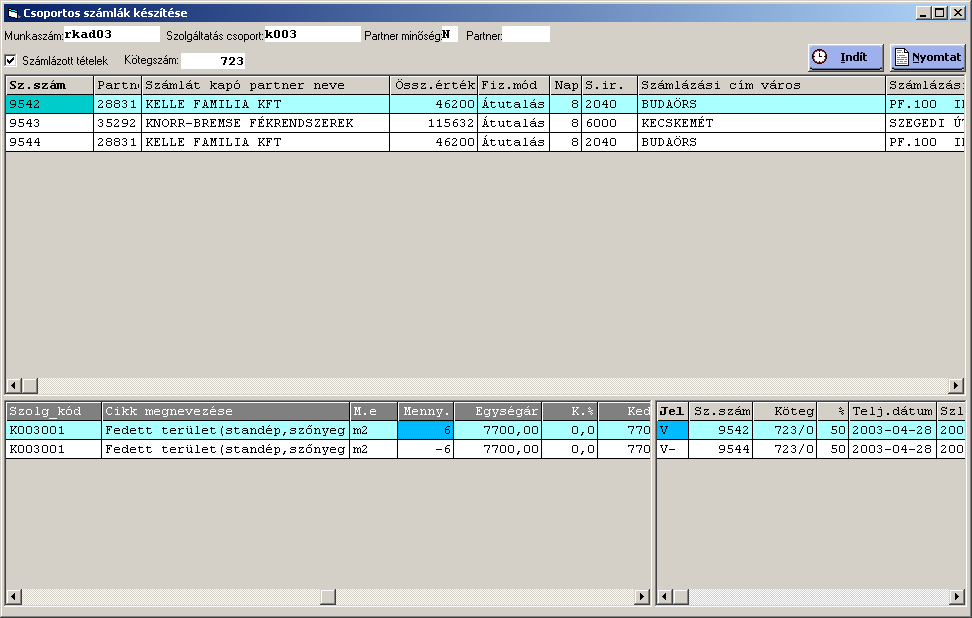 Csoportos számlák készítése
Munkaszám: rkad03 Szolgáltatás csoport: k003 Partner minőség: N Partner:
Számlázott tételek Kötegszám: 723 Indít Nyomtat
Sz.szám Partn Számlát kapó partner neve Össz.érték Fiz.mód Nap S.ir. Számlázási cím város Számlázás
9542 28831 KELLE FAMILIA KFT 46200 Átutalás 8 2040 BUDAÖRS PF.100
9543 35292 KNORR-BREMSE FÉKRENDSZEREK 115632 Átutalás 8 6000 KECSKEMÉT SZEGEDI Ú
9544 28831 KELLE FAMILIA KFT 46200 Átutalás 8 2040 BUDAÖRS PF.100
Szolg_kód Cikk megnevezése M.e Menny. Egységár K.% Ked
K003001 Fedett terület(standép,szőnyeg m2 6 7700,00 0,0 770
K003001 Fedett terület(standép,szőnyeg m2 -6 7700,00 0,0 770
Jel Sz.szám Köteg % Telj.dátum Szl
V 9542 723/0 50 2003-04-28 200
V- 9544 723/0 50 2003-04-28 200